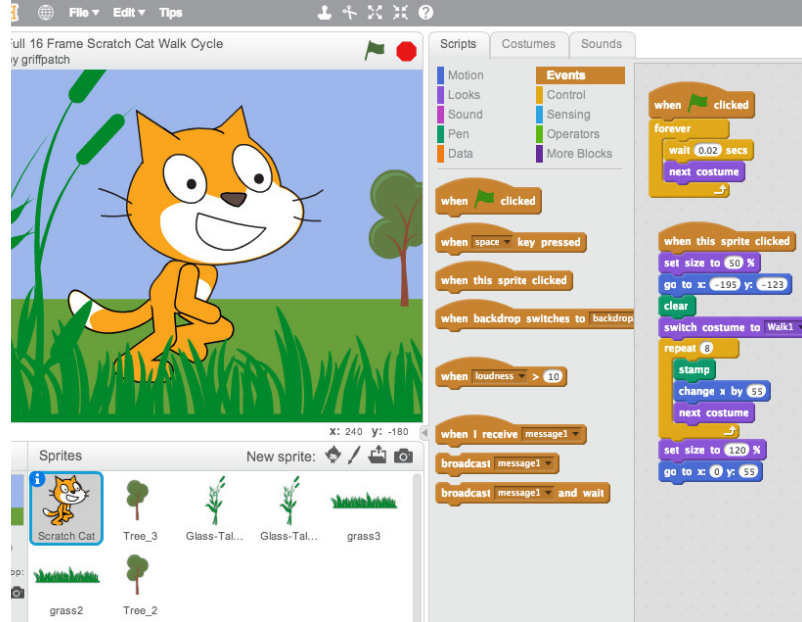 File ▼ Edit ▼ Tips
Full 16 Frame Scratch Cat Walk Cycle
by griffpatch
Scripts Costumes Sounds
Motion Events
Looks Control
Sound Sensing
Pen Operators
Data More Blocks
when clicked
when space ▼ key pressed
when this sprite clicked
when backdrop switches to backdrop
when loudness ▼ > 10
when I receive message1 ▼
broadcast message1 ▼
broadcast message1 ▼ and wait
when clicked
forever
wait 0.02 secs
next costume
when this sprite clicked
set size to 50 %
go to x: -195 y: -123
clear
switch costume to Walk1
repeat 8
stamp
change x by 55
next costume
set size to 120 %
go to x: 0 y: 55
X: 240 y: -180
Sprites New sprite:
Scratch Cat Tree_3 Glass-Tal... Glass-Tal... grass3
grass2 Tree_2